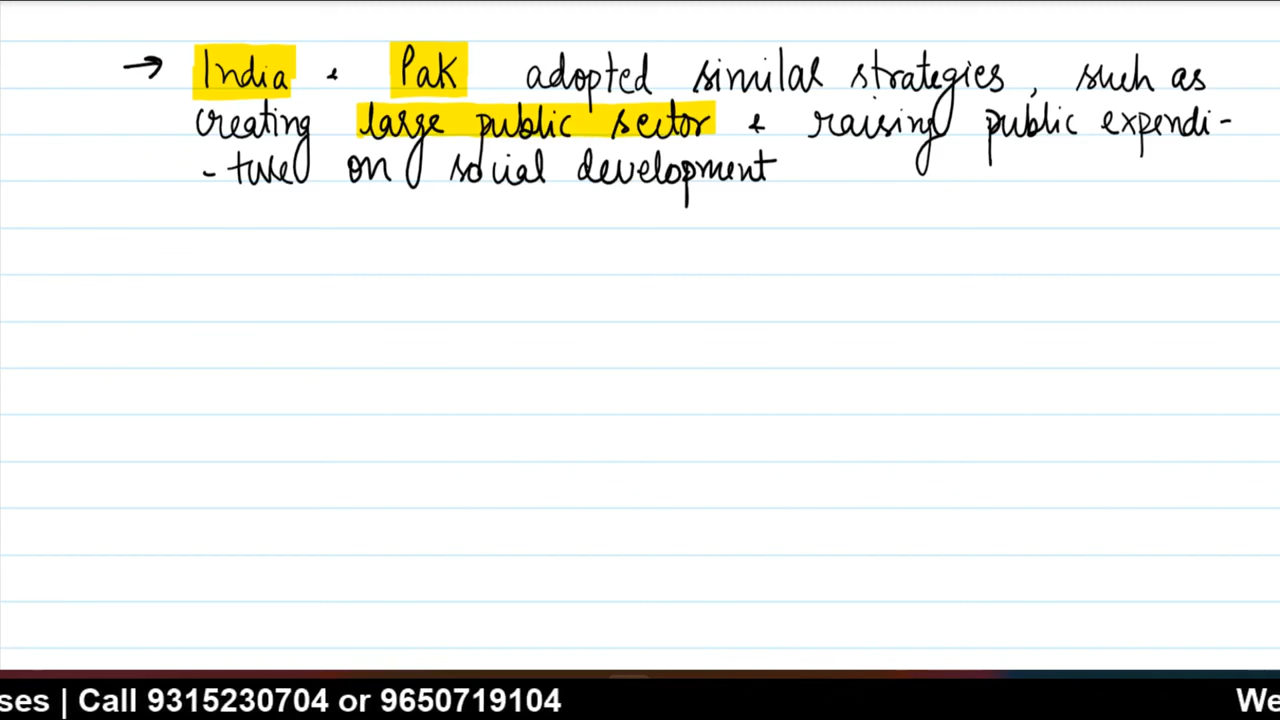 → India & Pak adopted similar strategies, such as
creating large public sector & raising public expendi-
-ture on social development
ses | Call 9315230704 or 9650719104
We